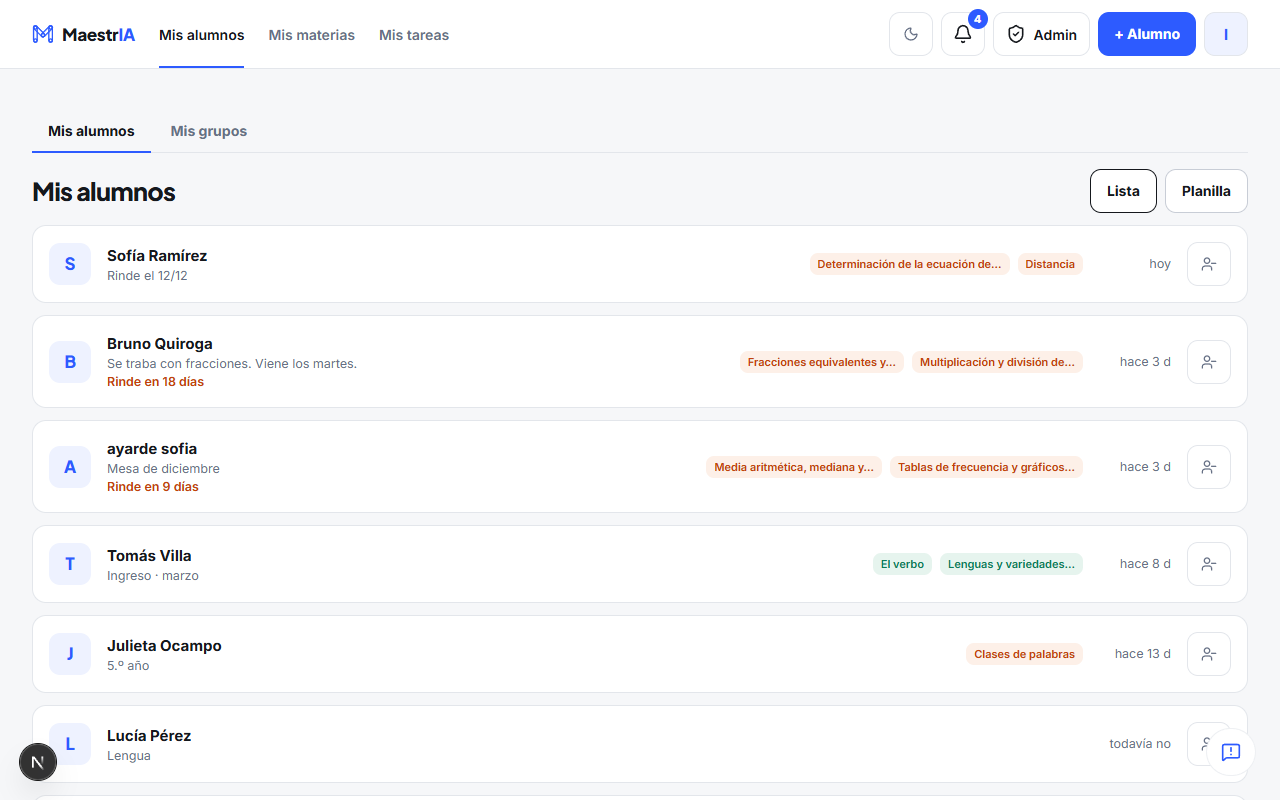 MaestrIA
Mis alumnos
Mis materias
Mis tareas
4
Admin
+ Alumno
I
Mis alumnos
Mis grupos
Mis alumnos
Lista
Planilla
S
Sofía Ramírez
Rinde el 12/12
Determinación de la ecuación de...
Distancia
hoy
B
Bruno Quiroga
Se traba con fracciones. Viene los martes.
Rinde en 18 días
Fracciones equivalentes y...
Multiplicación y división de...
hace 3 d
A
ayarde sofia
Mesa de diciembre
Rinde en 9 días
Media aritmética, mediana y...
Tablas de frecuencia y gráficos...
hace 3 d
T
Tomás Villa
Ingreso · marzo
El verbo
Lenguas y variedades...
hace 8 d
J
Julieta Ocampo
5.º año
Clases de palabras
hace 13 d
L
Lucía Pérez
Lengua
todavía no
N